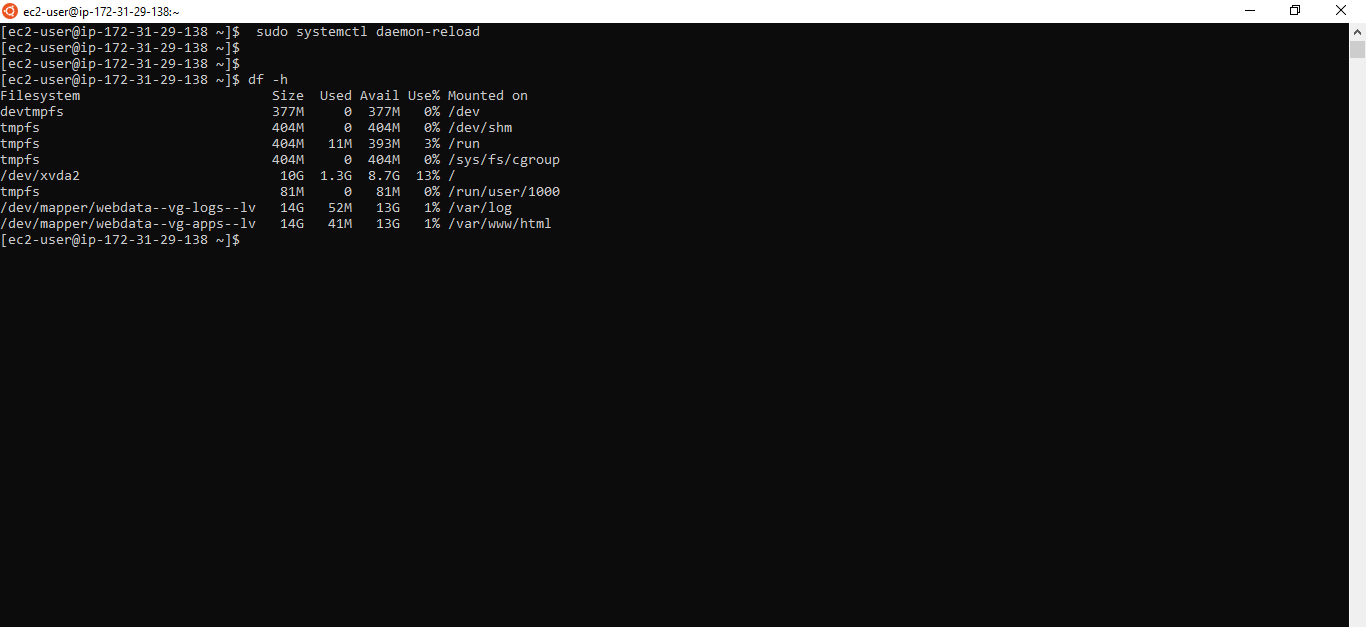 ec2-user@ip-172-31-29-138:~
[ec2-user@ip-172-31-29-138 ~]$  sudo systemctl daemon-reload
[ec2-user@ip-172-31-29-138 ~]$
[ec2-user@ip-172-31-29-138 ~]$
[ec2-user@ip-172-31-29-138 ~]$ df -h
Filesystem                        Size  Used Avail Use% Mounted on
devtmpfs                          377M     0  377M   0% /dev
tmpfs                             404M     0  404M   0% /dev/shm
tmpfs                             404M   11M  393M   3% /run
tmpfs                             404M     0  404M   0% /sys/fs/cgroup
/dev/xvda2                         10G  1.3G  8.7G  13% /
tmpfs                              81M     0   81M   0% /run/user/1000
/dev/mapper/webdata--vg-logs--lv   14G   52M   13G   1% /var/log
/dev/mapper/webdata--vg-apps--lv   14G   41M   13G   1% /var/www/html
[ec2-user@ip-172-31-29-138 ~]$